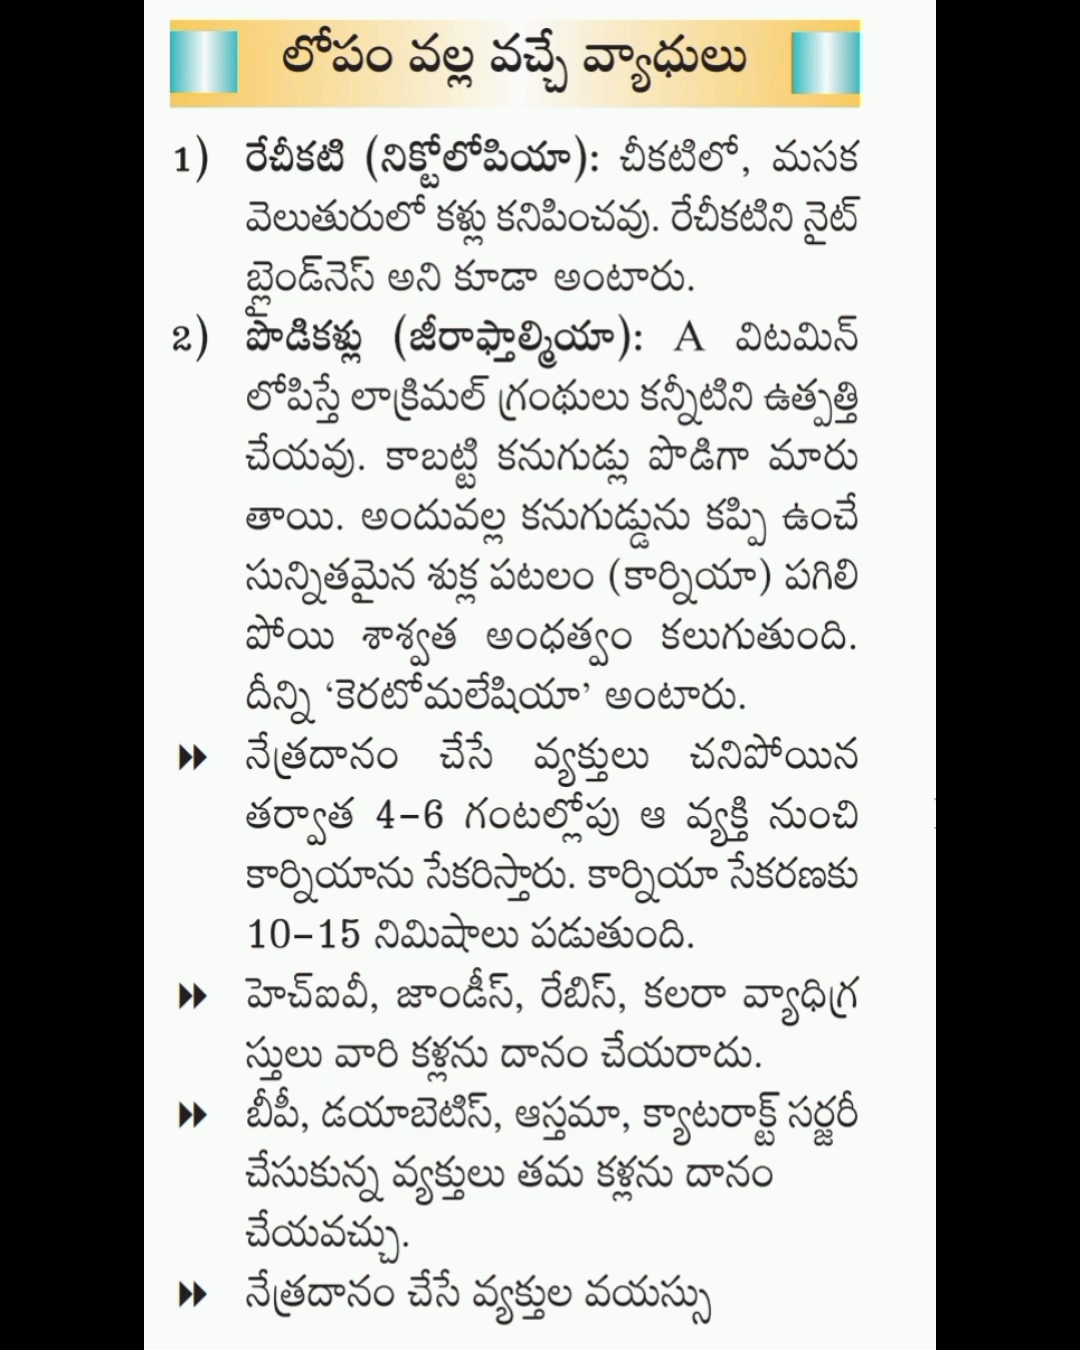 లోపం వల్ల వచ్చే వ్యాధులు
1) రేచీకటి (నిక్టోలోపియా): చీకటిలో, మసక
వెలుతురులో కళ్లు కనిపించవు. రేచీకటిని నైట్
బ్లైండ్‌నెస్ అని కూడా అంటారు.
2) పొడికళ్లు (జీరాఫ్తాల్మియా): A విటమిన్
లోపిస్తే లాక్రిమల్ గ్రంథులు కన్నీటిని ఉత్పత్తి
చేయవు. కాబట్టి కనుగుడ్లు పొడిగా మారు
తాయి. అందువల్ల కనుగుడ్డును కప్పి ఉంచే
సున్నితమైన శుక్ల పటలం (కార్నియా) పగిలి
పోయి శాశ్వత అంధత్వం కలుగుతుంది.
దీన్ని ‘కెరటోమలేషియా’ అంటారు.
నేత్రదానం చేసే వ్యక్తులు చనిపోయిన
తర్వాత 4-6 గంటల్లోపు ఆ వ్యక్తి నుంచి
కార్నియాను సేకరిస్తారు. కార్నియా సేకరణకు
10-15 నిమిషాలు పడుతుంది.
హెచ్ఐవీ, జాండీస్, రేబిస్, కలరా వ్యాధిగ్ర
స్తులు వారి కళ్లను దానం చేయరాదు.
బీపీ, డయాబెటిస్, ఆస్తమా, క్యాటరాక్ట్ సర్జరీ
చేసుకున్న వ్యక్తులు తమ కళ్లను దానం
చేయవచ్చు.
నేత్రదానం చేసే వ్యక్తుల వయస్సు